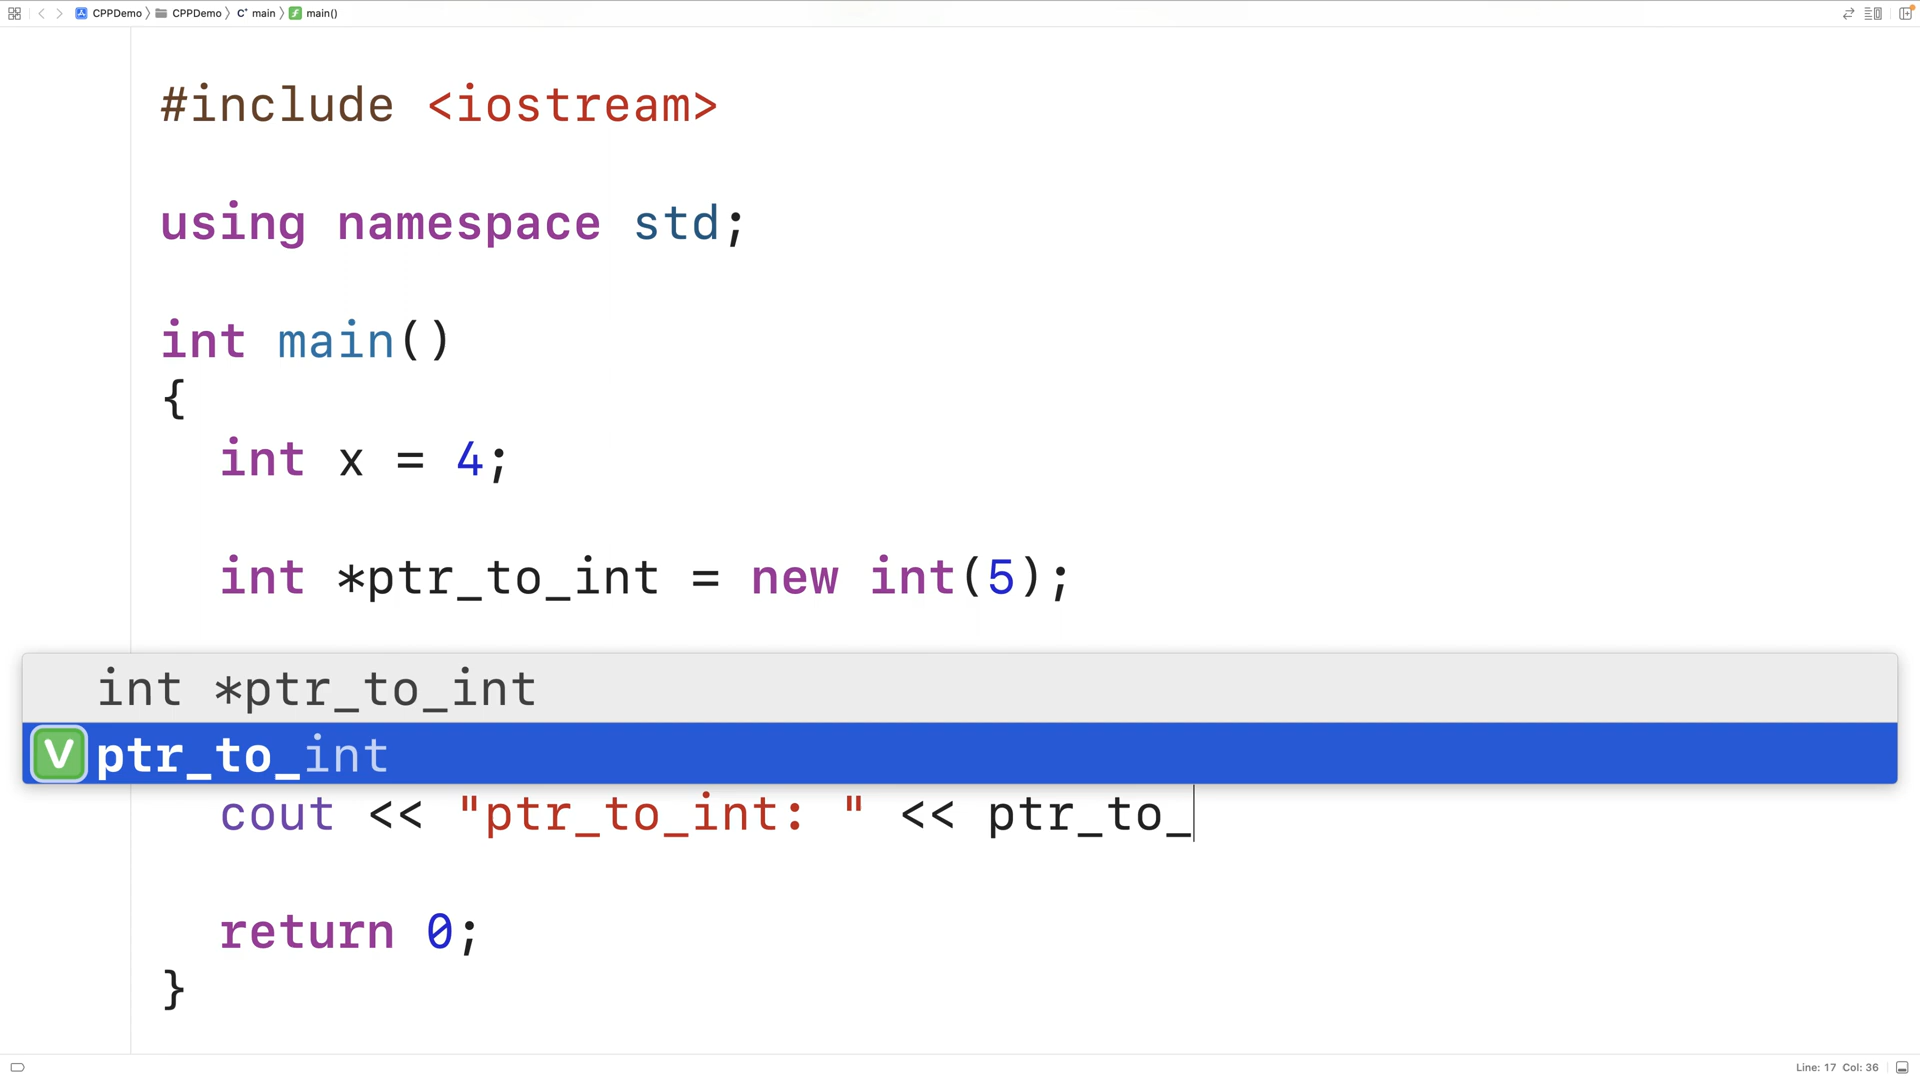 CPPDemo 〉 CPPDemo 〉 C⁺ main 〉 f main()
#include <iostream>
using namespace std;
int main()
{
int x = 4;
int *ptr_to_int = new int(5);
int *ptr_to_int
V ptr_to_int
cout << "ptr_to_int: " << ptr_to_
return 0;
}
Line: 17 Col: 36